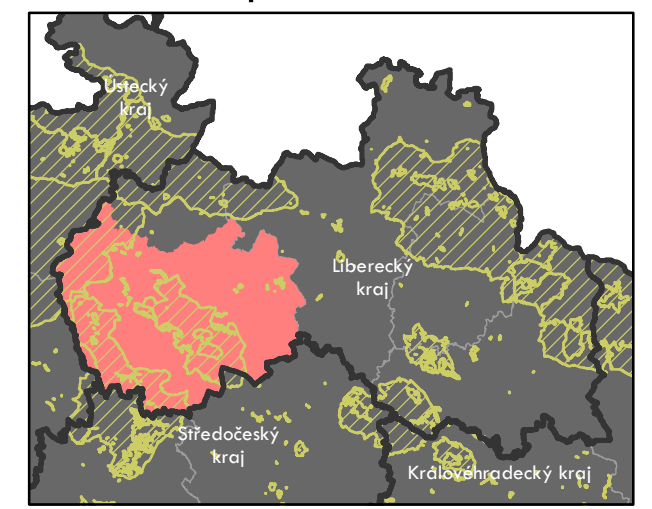 Ústecký
kraj
Liberecký
kraj
Středočeský
kraj
Královéhradecký kraj